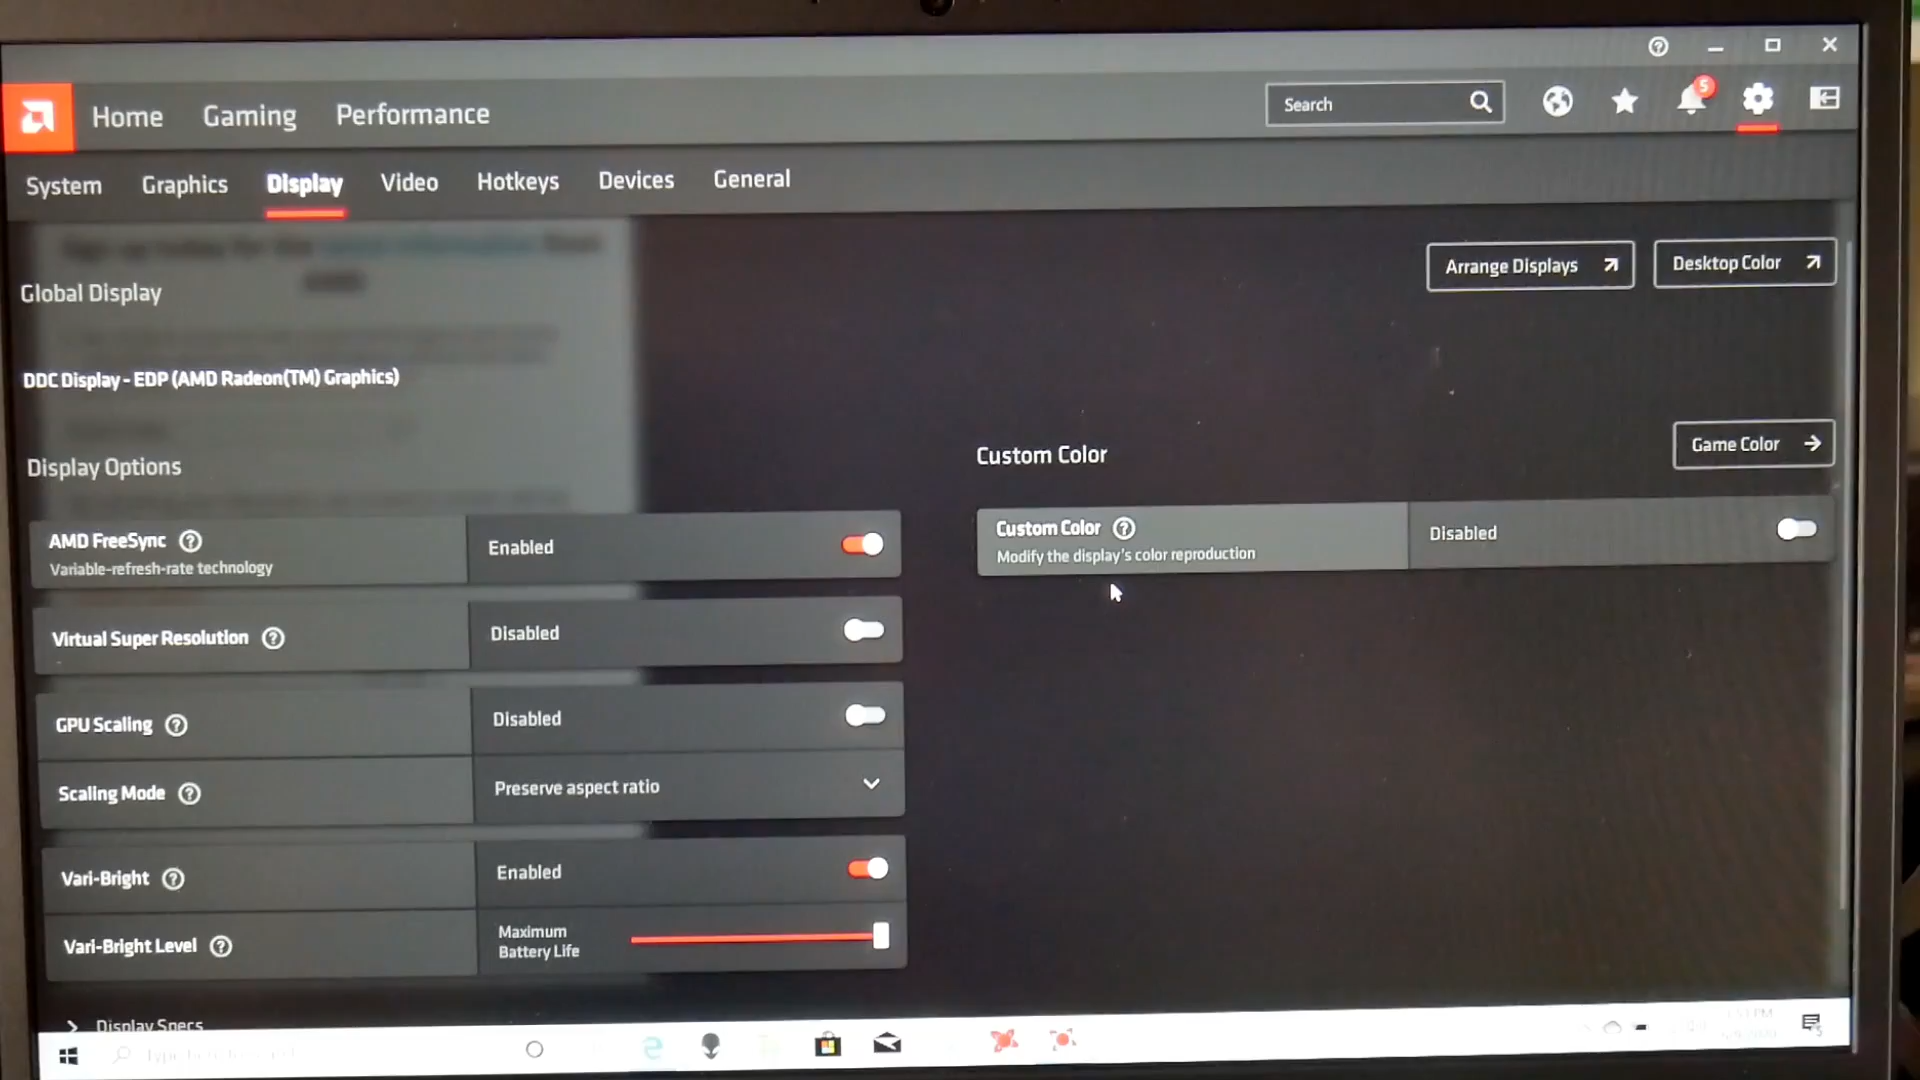 Home Gaming Performance Search 5
System Graphics Display Video Hotkeys Devices General
Arrange Displays Desktop Color
Global Display
DDC Display - EDP (AMD Radeon(TM) Graphics)
Display Options
AMD FreeSync ?
Variable-refresh-rate technology
Enabled
Virtual Super Resolution ?
Disabled
GPU Scaling ?
Disabled
Scaling Mode ?
Preserve aspect ratio
Vari-Bright ?
Enabled
Vari-Bright Level ?
Maximum
Battery Life
Display Specs
Custom Color
Game Color
Custom Color ?
Modify the display's color reproduction
Disabled